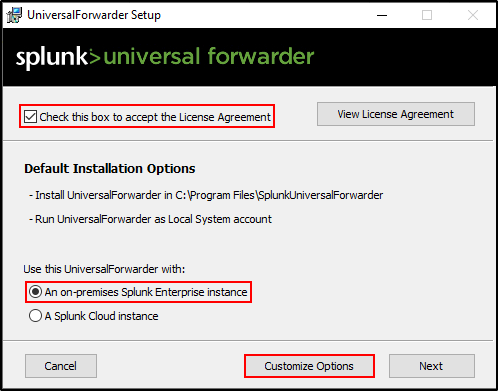 UniversalForwarder Setup
splunk> universal forwarder
Check this box to accept the License Agreement
View License Agreement
Default Installation Options
- Install UniversalForwarder in C:\Program Files\SplunkUniversalForwarder
- Run UniversalForwarder as Local System account
Use this UniversalForwarder with:
An on-premises Splunk Enterprise instance
A Splunk Cloud instance
Cancel
Customize Options
Next